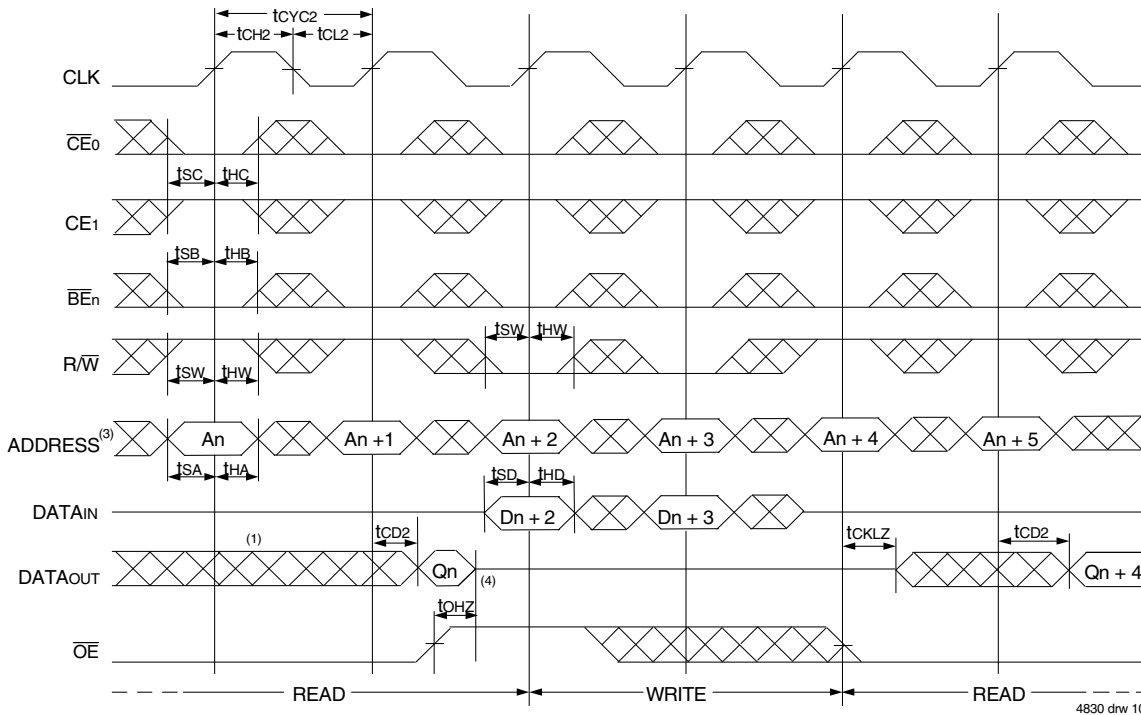 tCYC2
tCH2 tCL2
CLK
CE0
tSC tHC
CE1
tSB tHB
BEn
tSW tHW
R/W
tSW tHW
ADDRESS(3) An An +1 An + 2 An + 3 An + 4 An + 5
tSA tHA tSD tHD
DATAIN Dn + 2 Dn + 3
(1) tCD2 tCKLZ tCD2
DATAOUT Qn (4) Qn + 4
tOHZ
OE
READ WRITE READ
4830 drw 10